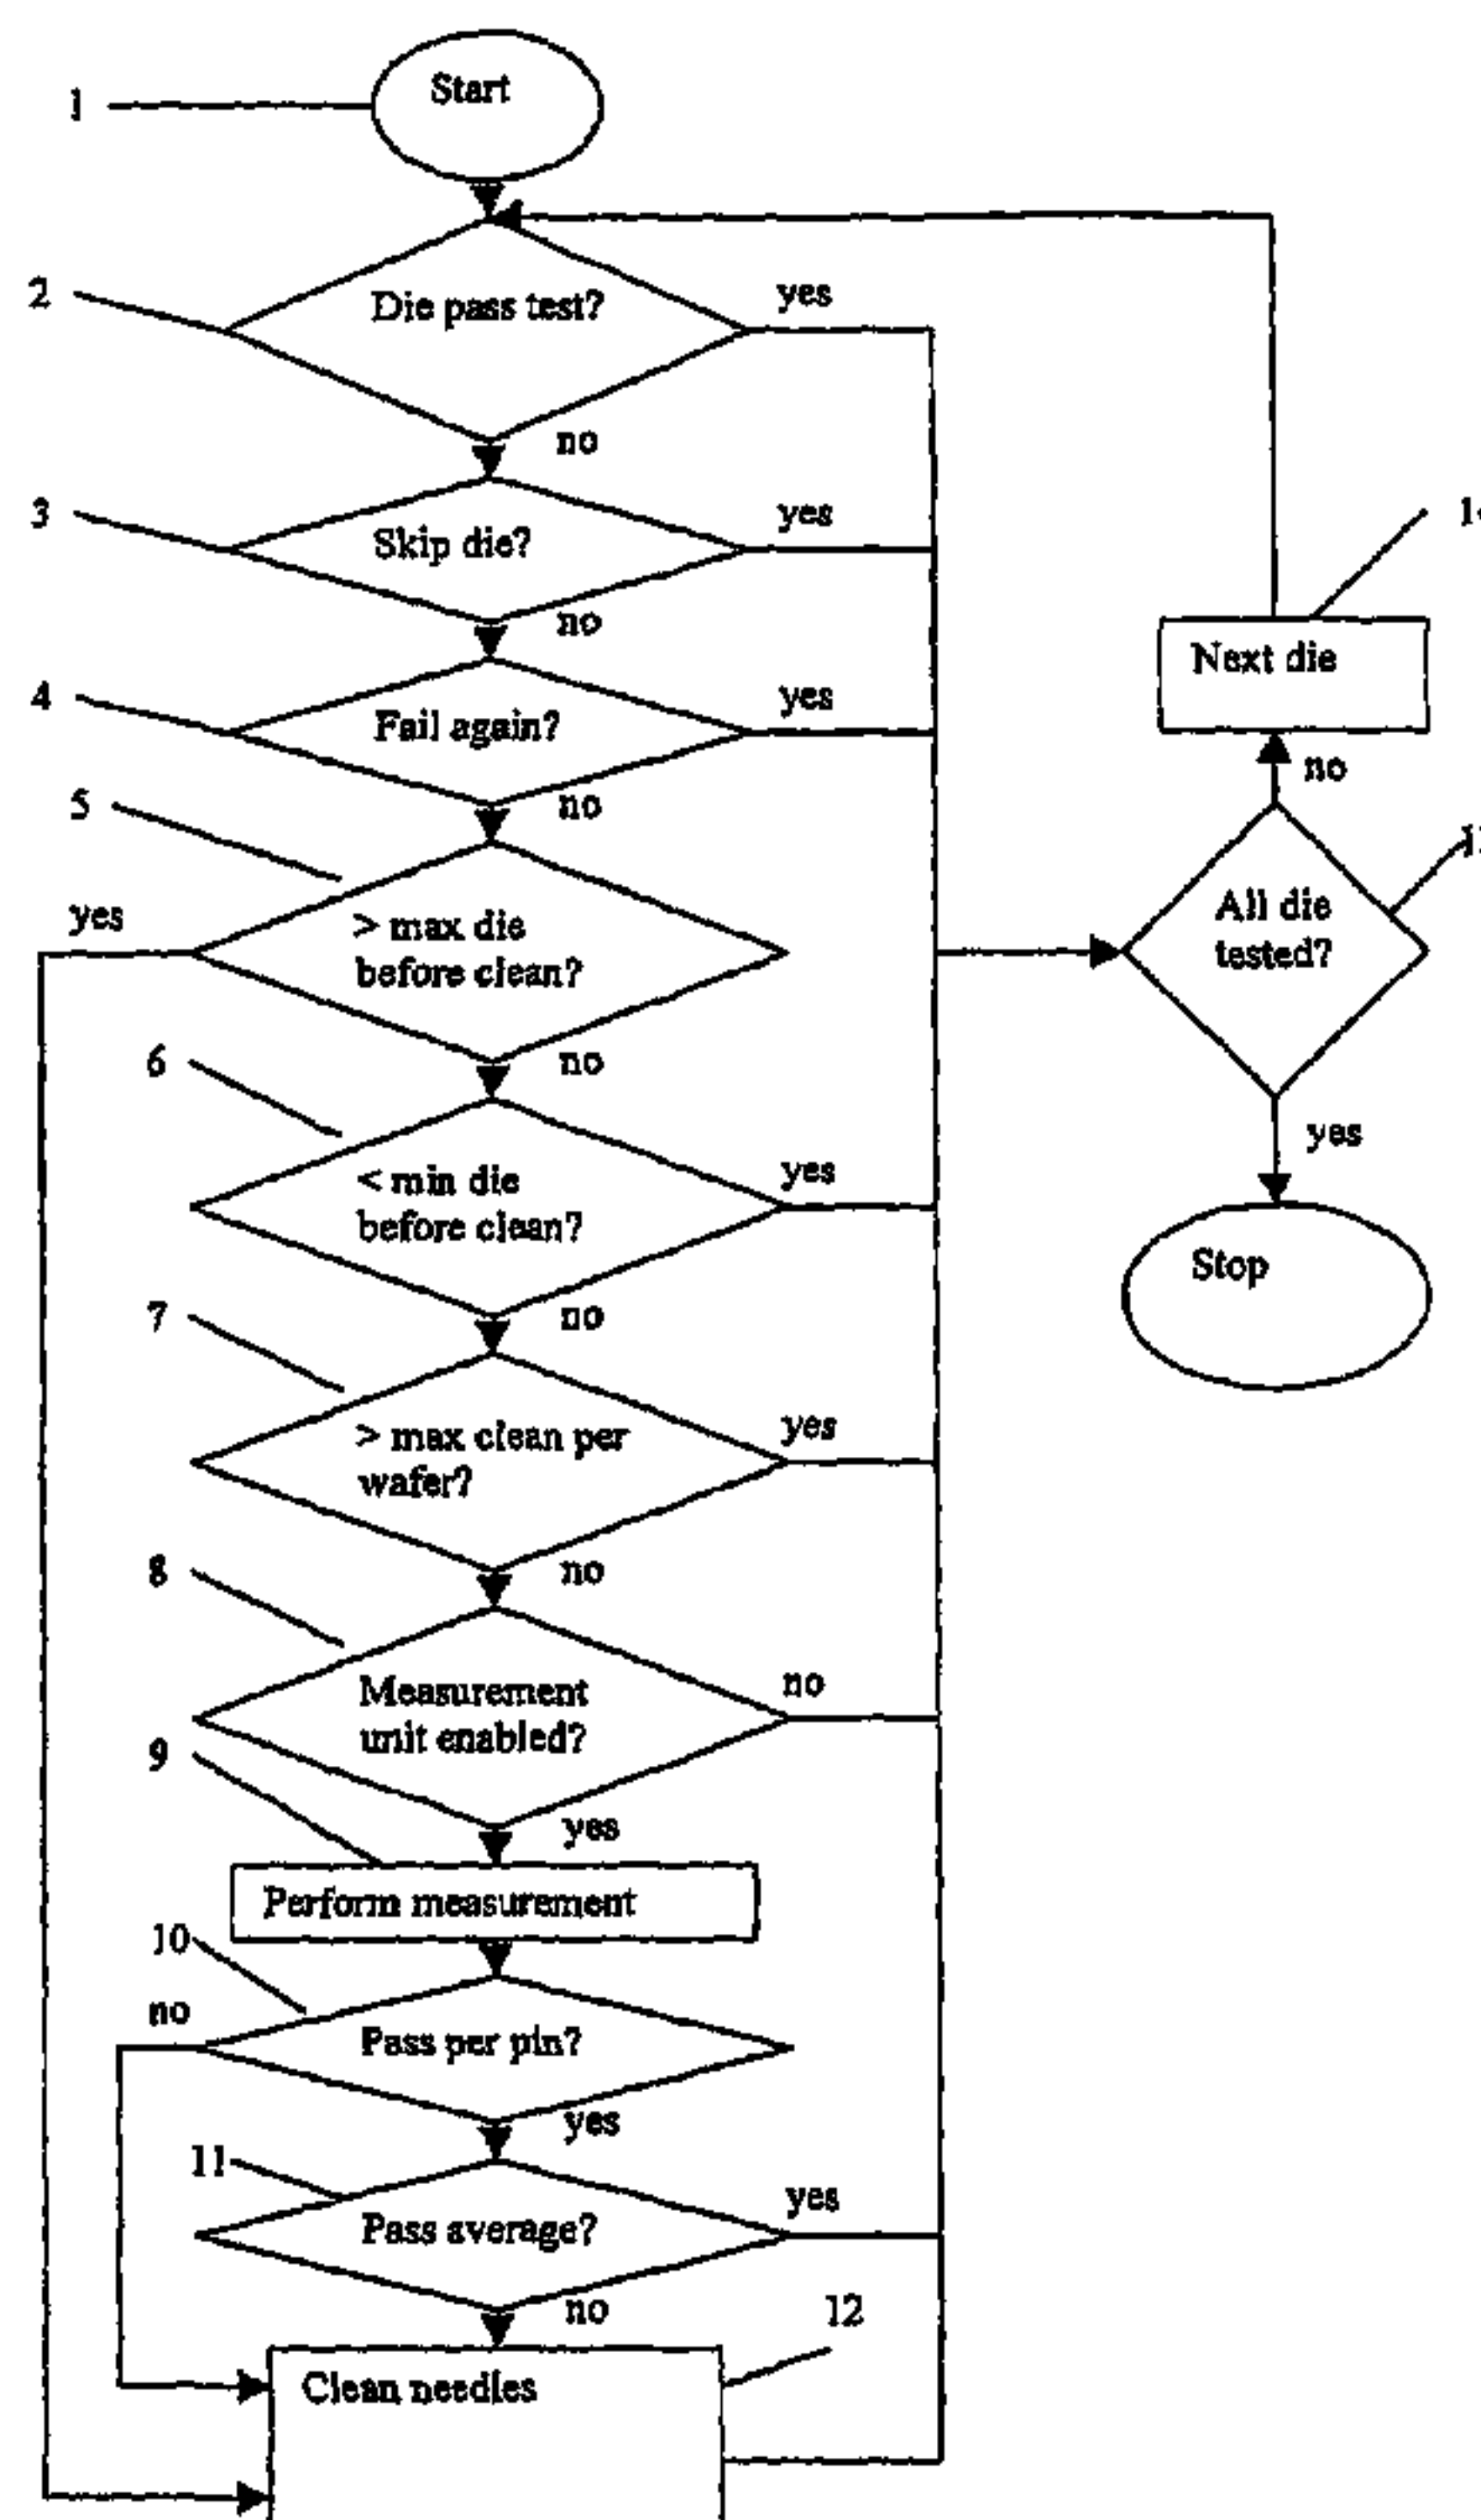 1
Start
2
Die pass test?
yes
no
3
Skip die?
yes
no
4
Fail again?
yes
no
5
yes
> max die
before clean?
no
6
< min die
before clean?
yes
no
7
> max clean per
wafer?
yes
no
8
Measurement
unit enabled?
no
yes
9
Perform measurement
10
no
Pass per pin?
yes
11
Pass average?
yes
no
12
Clean needles
Next die
no
All die
tested?
yes
Stop